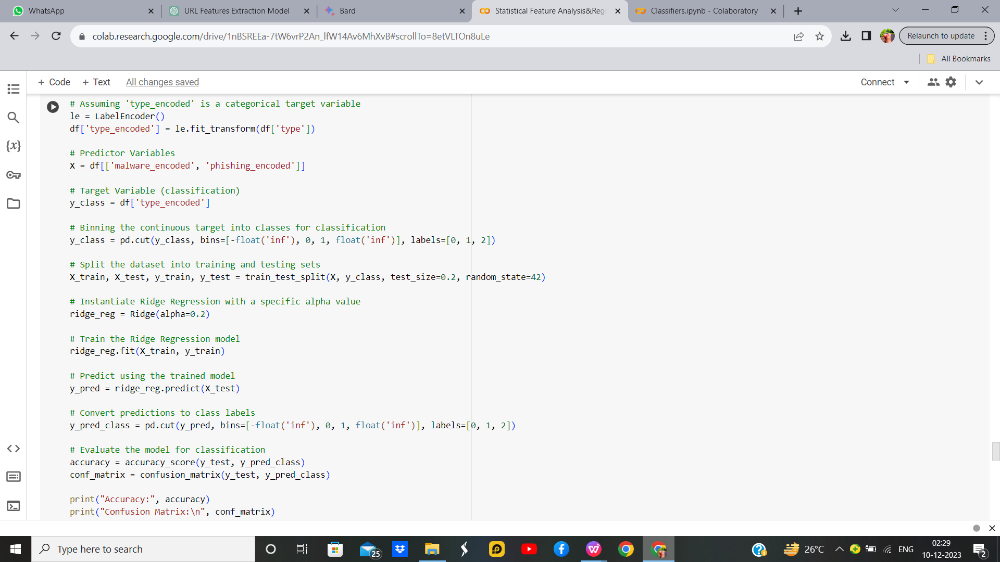 WhatsApp
URL Features Extraction Model
Bard
Statistical Feature Analysis&Regr
Classifiers.ipynb - Colaboratory
colab.research.google.com/drive/1nBSREEa-7tW6vrP2An_lfW14Av6MhXvB#scrollTo=8etVLTOn8uLe
Relaunch to update
All Bookmarks
+ Code
+ Text
All changes saved
Connect
# Assuming 'type_encoded' is a categorical target variable
le = LabelEncoder()
df['type_encoded'] = le.fit_transform(df['type'])
# Predictor Variables
X = df[['malware_encoded', 'phishing_encoded']]
# Target Variable (classification)
y_class = df['type_encoded']
# Binning the continuous target into classes for classification
y_class = pd.cut(y_class, bins=[-float('inf'), 0, 1, float('inf')], labels=[0, 1, 2])
# Split the dataset into training and testing sets
X_train, X_test, y_train, y_test = train_test_split(X, y_class, test_size=0.2, random_state=42)
# Instantiate Ridge Regression with a specific alpha value
ridge_reg = Ridge(alpha=0.2)
# Train the Ridge Regression model
ridge_reg.fit(X_train, y_train)
# Predict using the trained model
y_pred = ridge_reg.predict(X_test)
# Convert predictions to class labels
y_pred_class = pd.cut(y_pred, bins=[-float('inf'), 0, 1, float('inf')], labels=[0, 1, 2])
# Evaluate the model for classification
accuracy = accuracy_score(y_test, y_pred_class)
conf_matrix = confusion_matrix(y_test, y_pred_class)
print("Accuracy:", accuracy)
print("Confusion Matrix:\n", conf_matrix)
{x}
Type here to search
25
26°C
ENG
02:29
10-12-2023
2